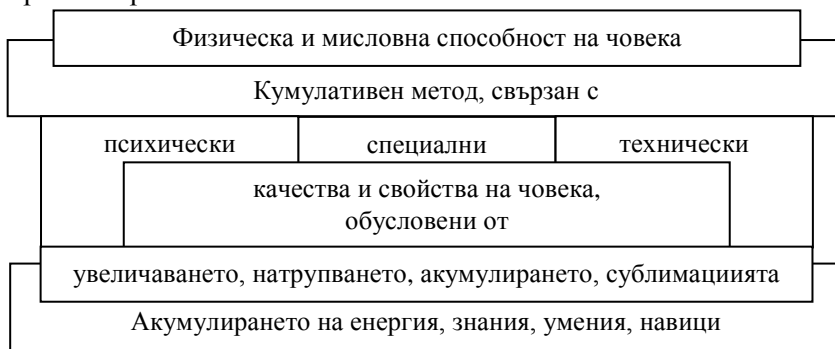 Физическа и мисловна способност на човека
Кумулативен метод, свързан с
психически специални технически
качества и свойства на човека,
обусловени от
увеличаването, натрупването, акумулирането, сублимациията
Акумулирането на енергия, знания, умения, навици